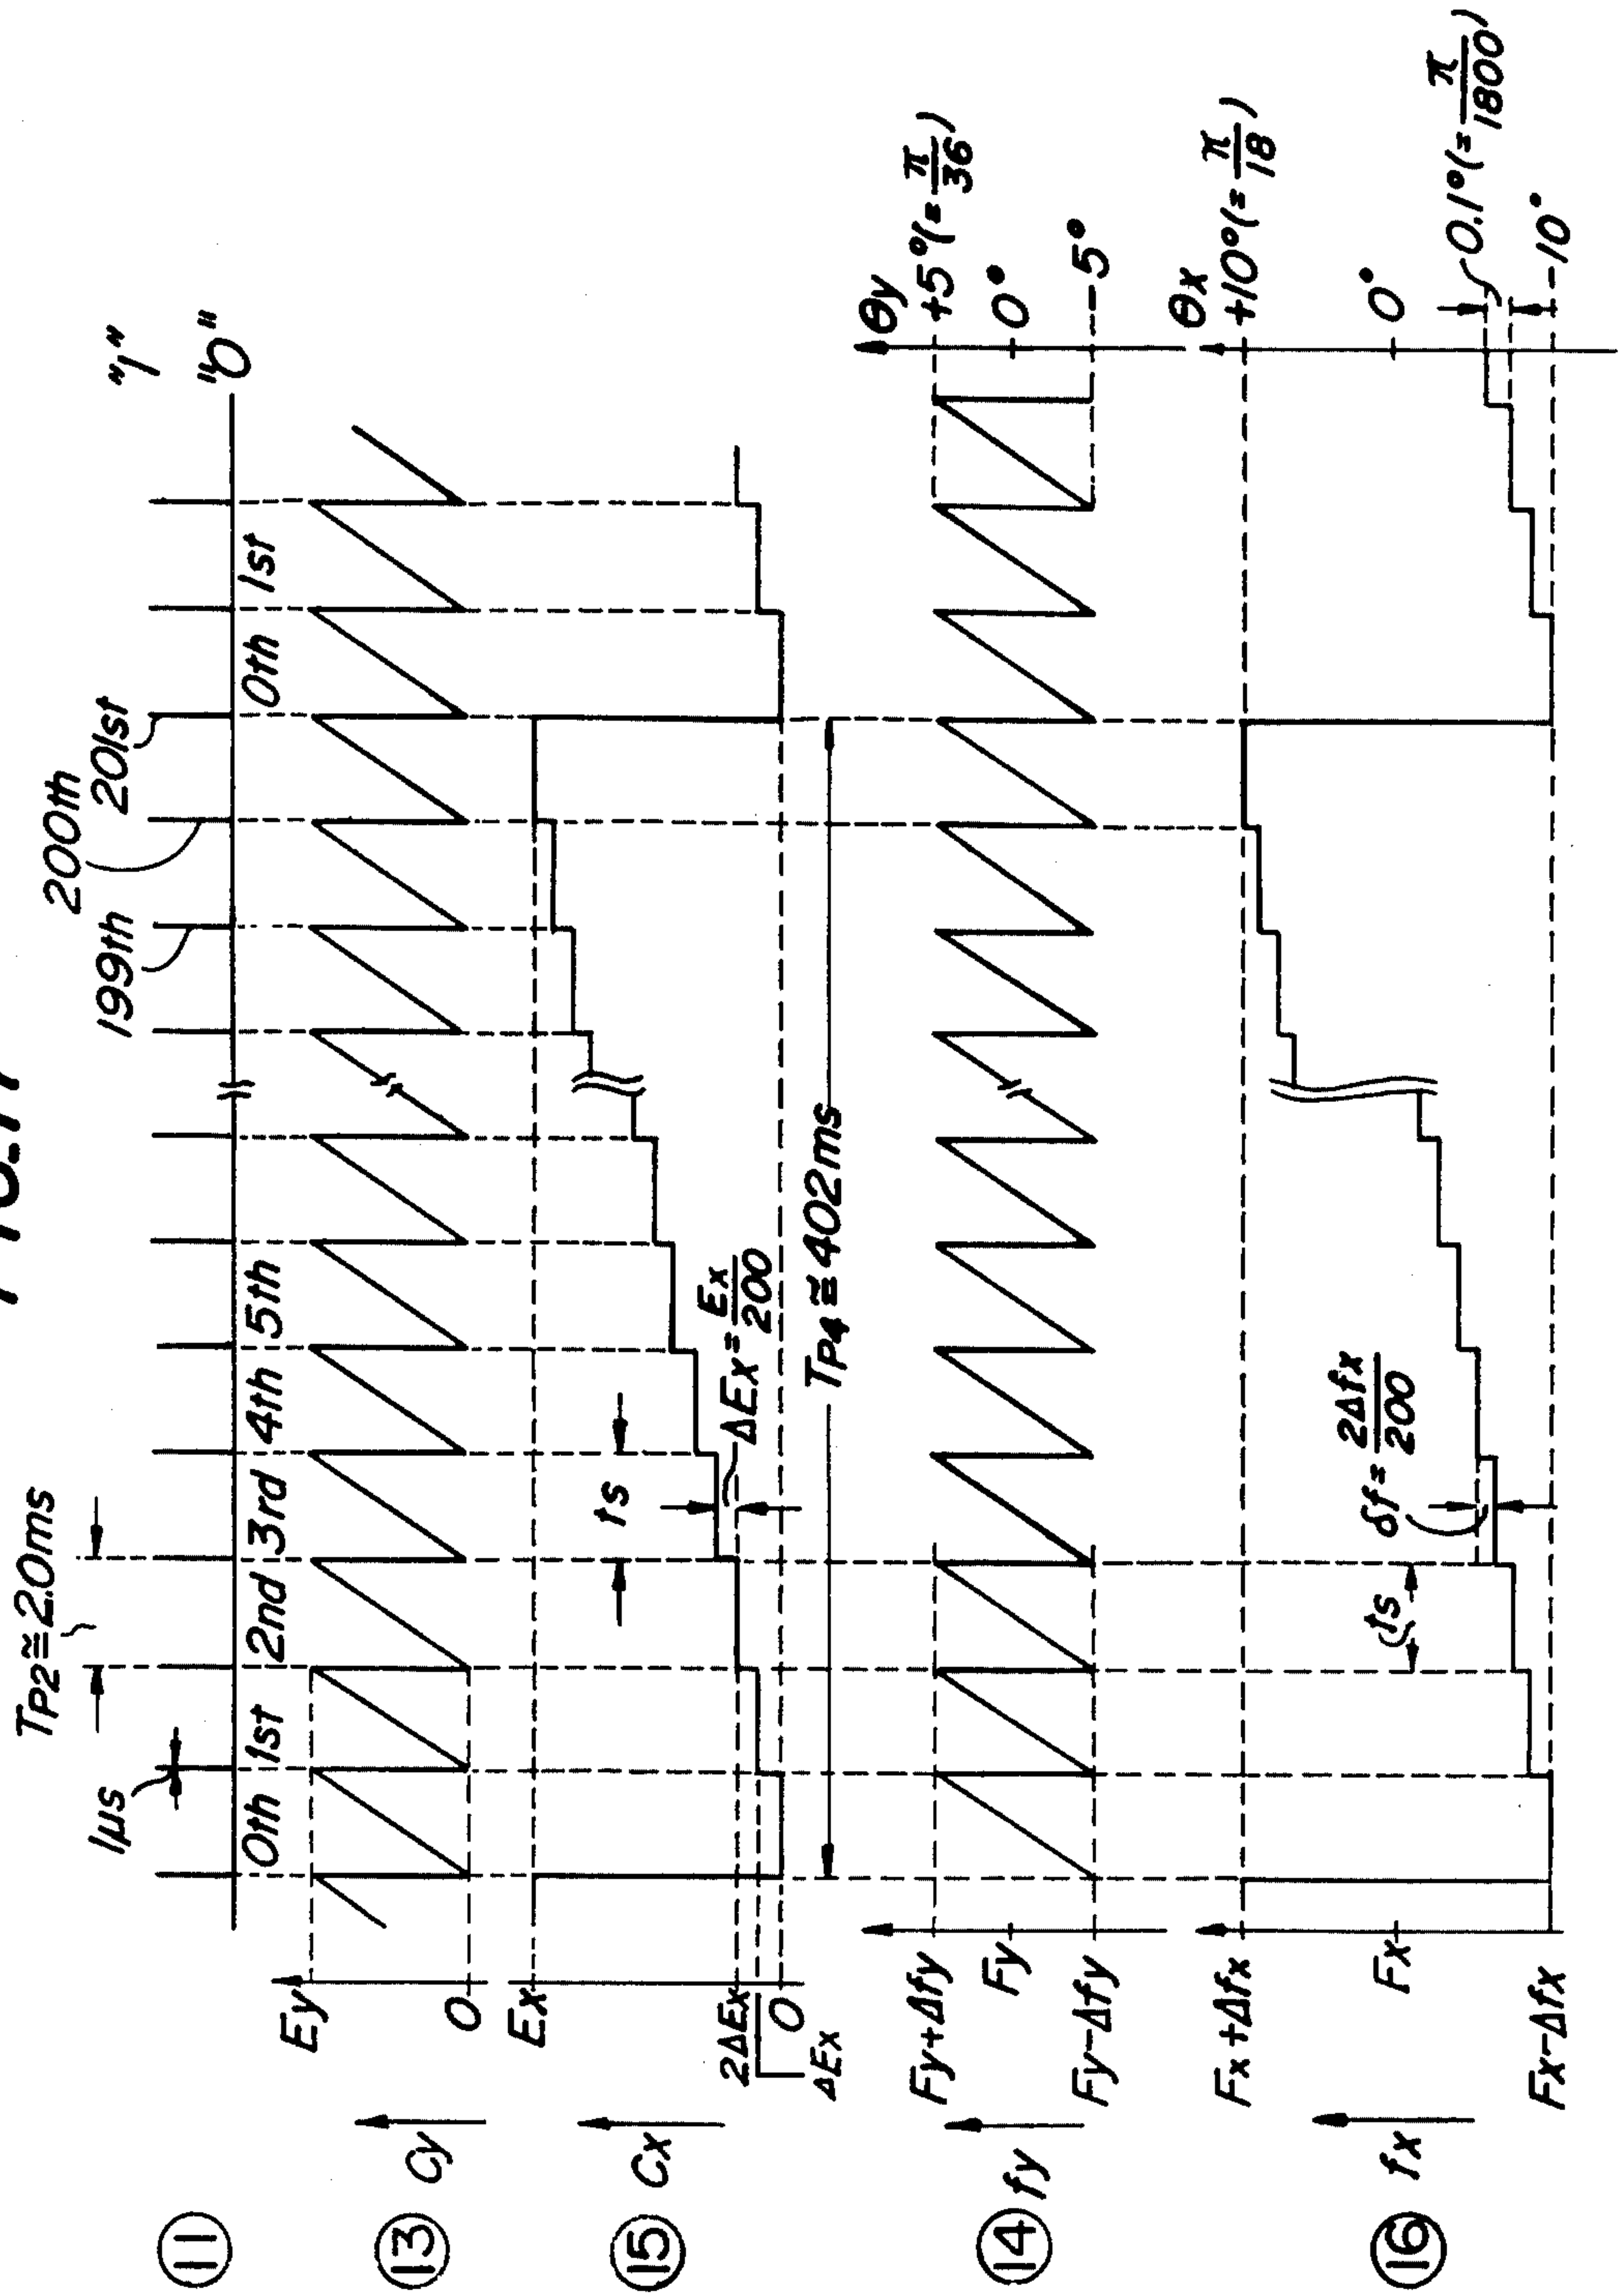 11
"1"
"0"
1μs
TP2≅2.0ms
199th
200th
201st
0th 1st 2nd 3rd 4th 5th
0th 1st
13 Cy
Ey
0
15 Cx
Ex
2ΔEx
0
ΔEx
ts
ΔEx=Ex/200
TP4≅402ms
14 fy
Fy+Δfy
Fy
Fy-Δfy
θy
+5°(=π/36)
0°
-5°
16 fx
Fx+Δfx
Fx
Fx-Δfx
ts
δf=2Δfx/200
θx
+10°(=π/18)
0°
0.1°(=π/1800)
-10°